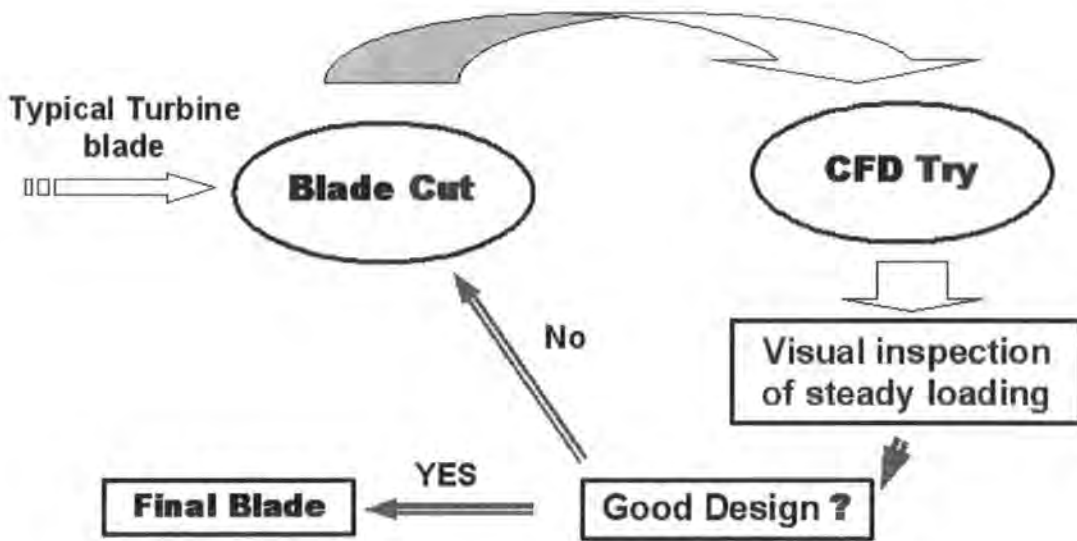 Typical Turbine
blade
Blade Cut
CFD Try
No
Visual inspection
of steady loading
YES
Final Blade
Good Design ?